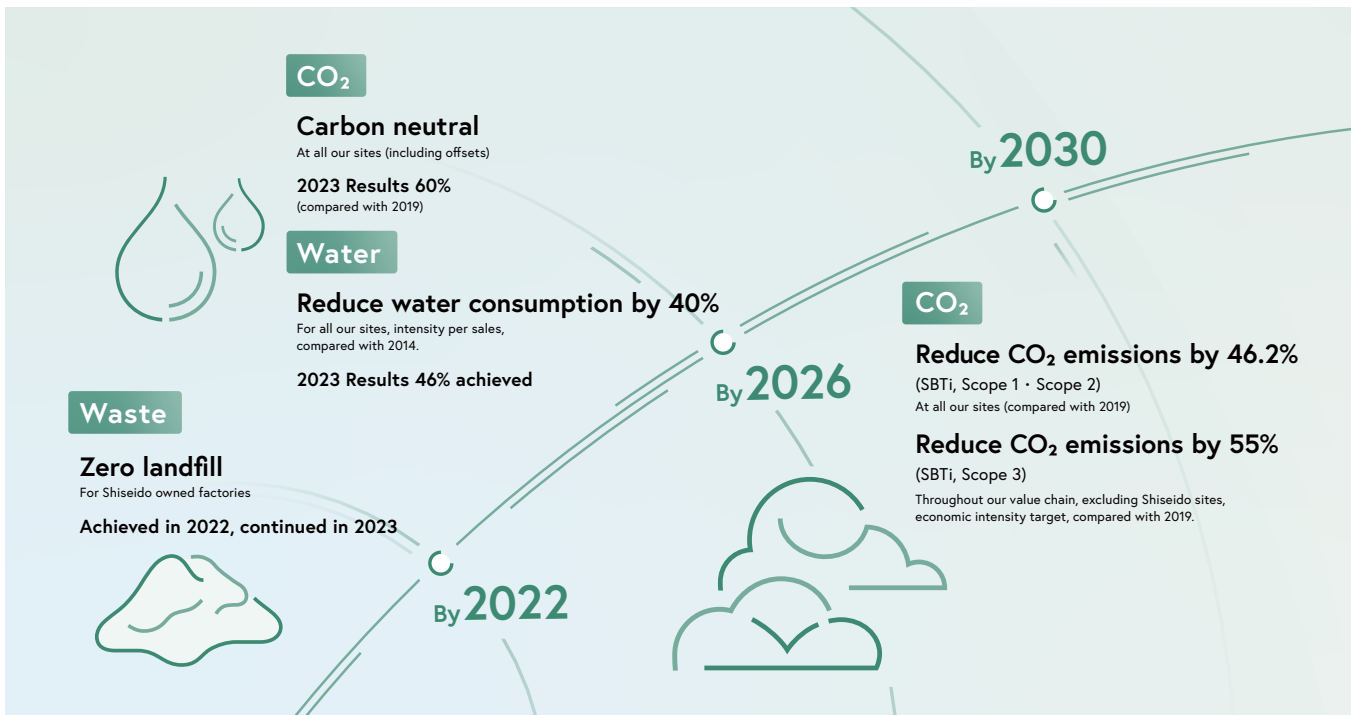 CO₂
Carbon neutral
At all our sites (including offsets)
2023 Results 60%
(compared with 2019)
Water
Reduce water consumption by 40%
For all our sites, intensity per sales,
compared with 2014.
2023 Results 46% achieved
Waste
Zero landfill
For Shiseido owned factories
Achieved in 2022, continued in 2023
By 2022
By 2026
By 2030
CO₂
Reduce CO₂ emissions by 46.2%
(SBTi, Scope 1・Scope 2)
At all our sites (compared with 2019)
Reduce CO₂ emissions by 55%
(SBTi, Scope 3)
Throughout our value chain, excluding Shiseido sites,
economic intensity target, compared with 2019.